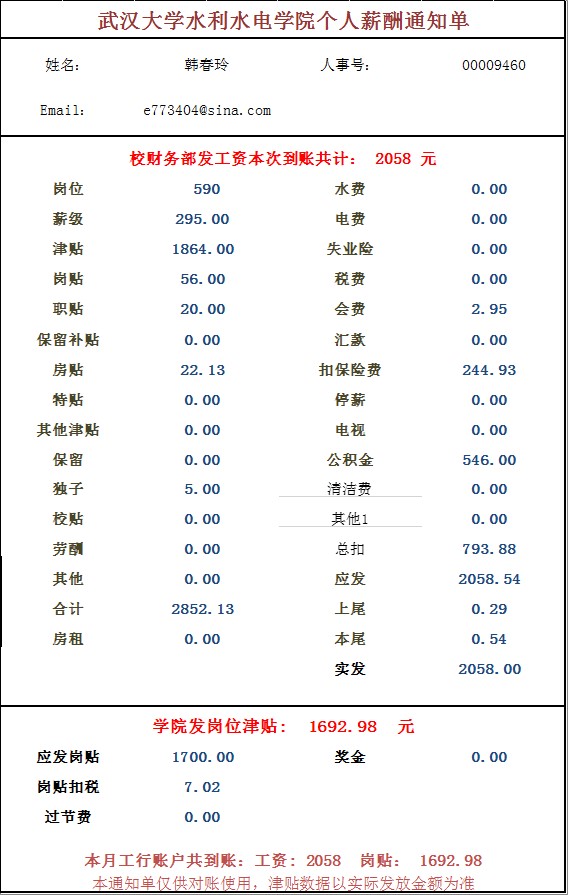 武汉大学水利水电学院个人薪酬通知单
姓名： 韩春玲 人事号： 00009460
Email： e773404@sina.com
校财务部发工资本次到账共计： 2058 元
岗位 590 水费 0.00
薪级 295.00 电费 0.00
津贴 1864.00 失业险 0.00
岗贴 56.00 税费 0.00
职贴 20.00 会费 2.95
保留补贴 0.00 汇款 0.00
房贴 22.13 扣保险费 244.93
特贴 0.00 停薪 0.00
其他津贴 0.00 电视 0.00
保留 0.00 公积金 546.00
独子 5.00 清洁费 0.00
校贴 0.00 其他1 0.00
劳酬 0.00 总扣 793.88
其他 0.00 应发 2058.54
合计 2852.13 上尾 0.29
房租 0.00 本尾 0.54
实发 2058.00
学院发岗位津贴： 1692.98 元
应发岗贴 1700.00 奖金 0.00
岗贴扣税 7.02
过节费 0.00
本月工行账户共到账：工资：2058 岗贴： 1692.98
本通知单仅供对账使用，津贴数据以实际发放金额为准